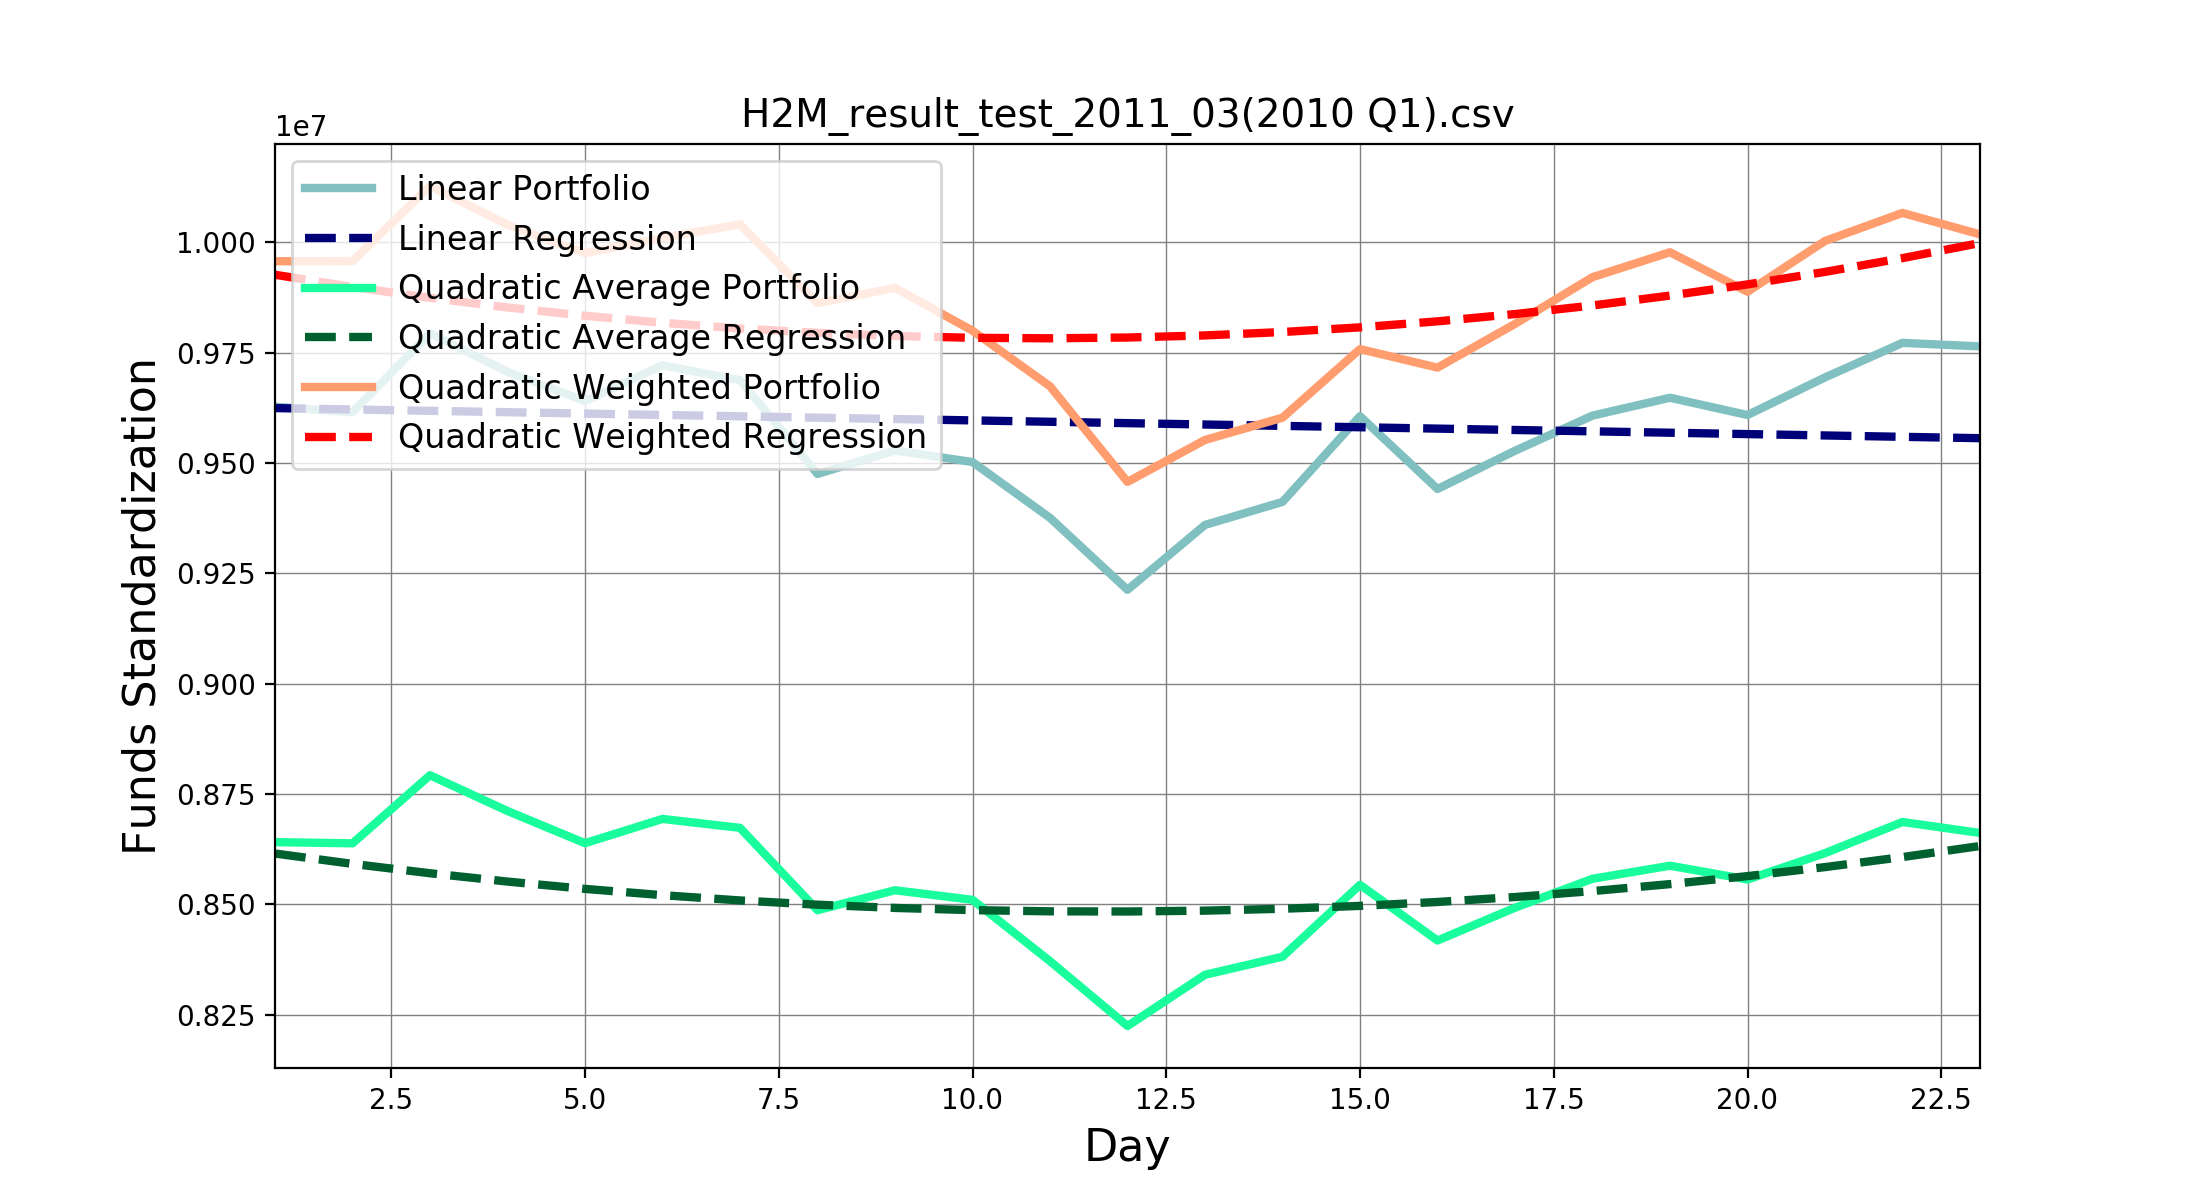 H2M_result_test_2011_03(2010 Q1).csv
1e7
Linear Portfolio
Linear Regression
Quadratic Average Portfolio
Quadratic Average Regression
Quadratic Weighted Portfolio
Quadratic Weighted Regression
1.000
0.975
0.950
0.925
0.900
0.875
0.850
0.825
Funds Standardization
2.5 5.0 7.5 10.0 12.5 15.0 17.5 20.0 22.5
Day